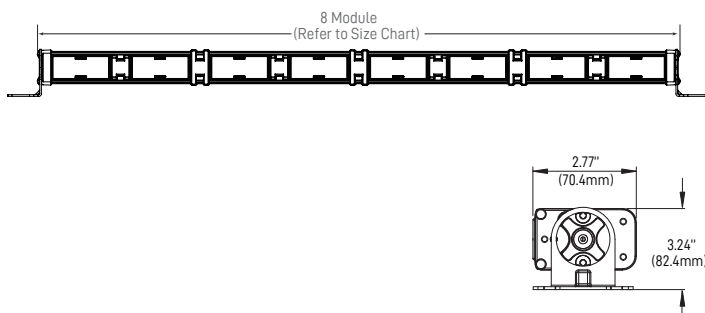 8 Module
(Refer to Size Chart)
2.77"
(70.4mm)
3.24"
(82.4mm)